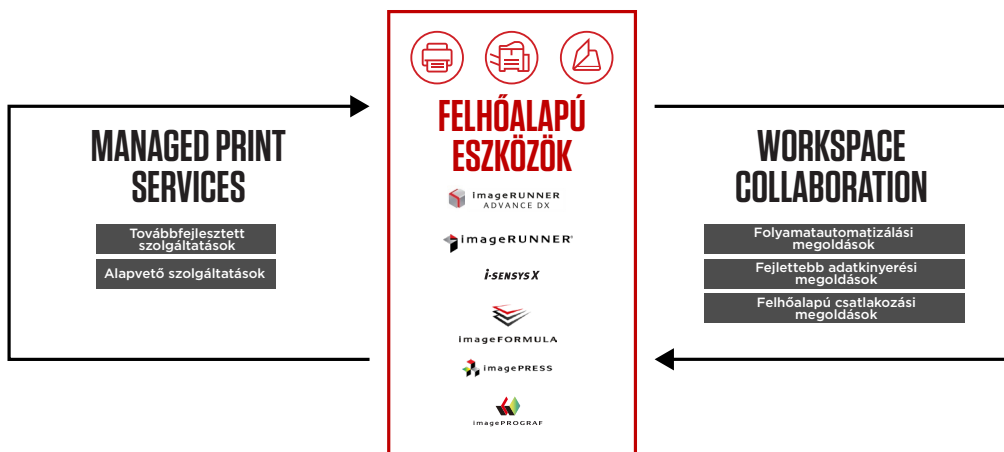 MANAGED PRINT
SERVICES
Továbbfejlesztett
szolgáltatások
Alapvető szolgáltatások
FELHŐALAPÚ
ESZKÖZÖK
imageRUNNER
ADVANCE DX
imageRUNNER®
i-SENSYS X
imageFORMULA
imagePRESS
imagePROGRAF
WORKSPACE
COLLABORATION
Folyamatautomatizálási
megoldások
Fejlettebb adatkinyerési
megoldások
Felhőalapú csatlakozási
megoldások